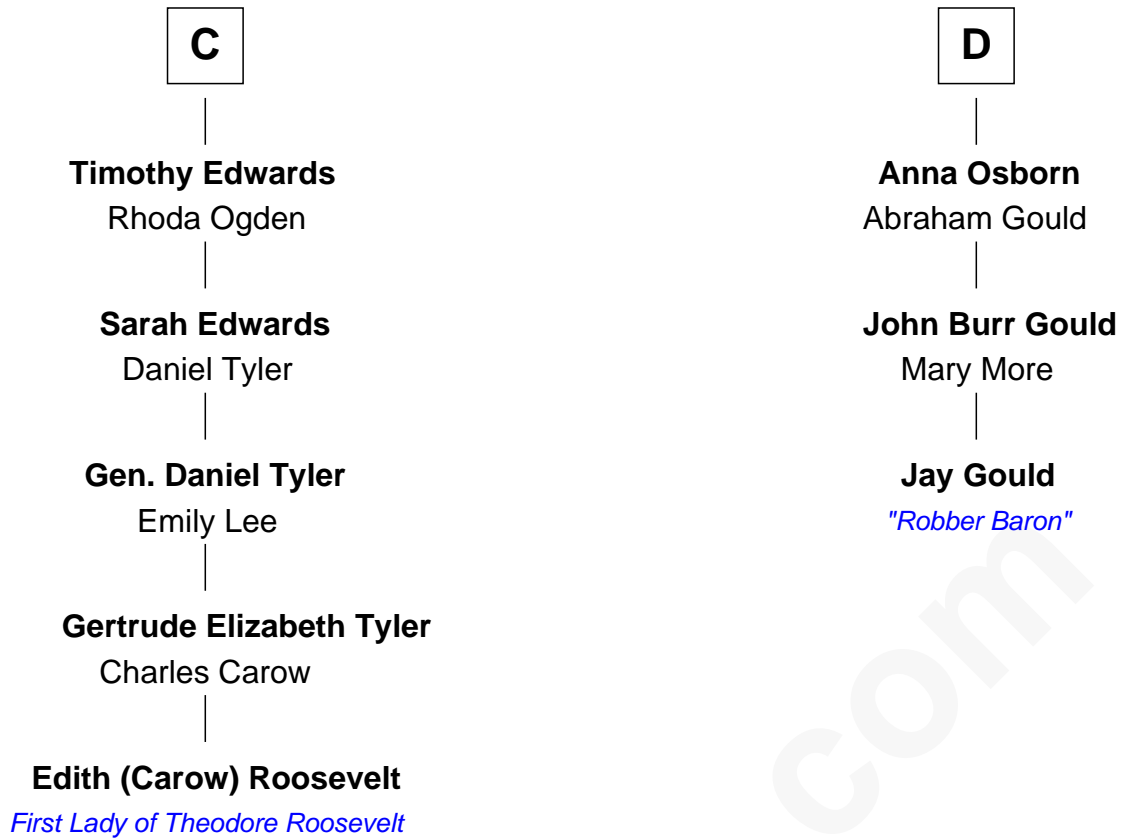 C
Timothy Edwards
Rhoda Ogden
Sarah Edwards
Daniel Tyler
Gen. Daniel Tyler
Emily Lee
Gertrude Elizabeth Tyler
Charles Carow
Edith (Carow) Roosevelt
First Lady of Theodore Roosevelt
D
Anna Osborn
Abraham Gould
John Burr Gould
Mary More
Jay Gould
"Robber Baron"
com